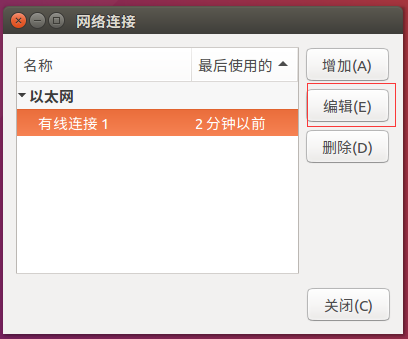 网络连接
名称 最后使用的
增加(A)
以太网
编辑(E)
有线连接 1 2 分钟以前
删除(D)
关闭(C)